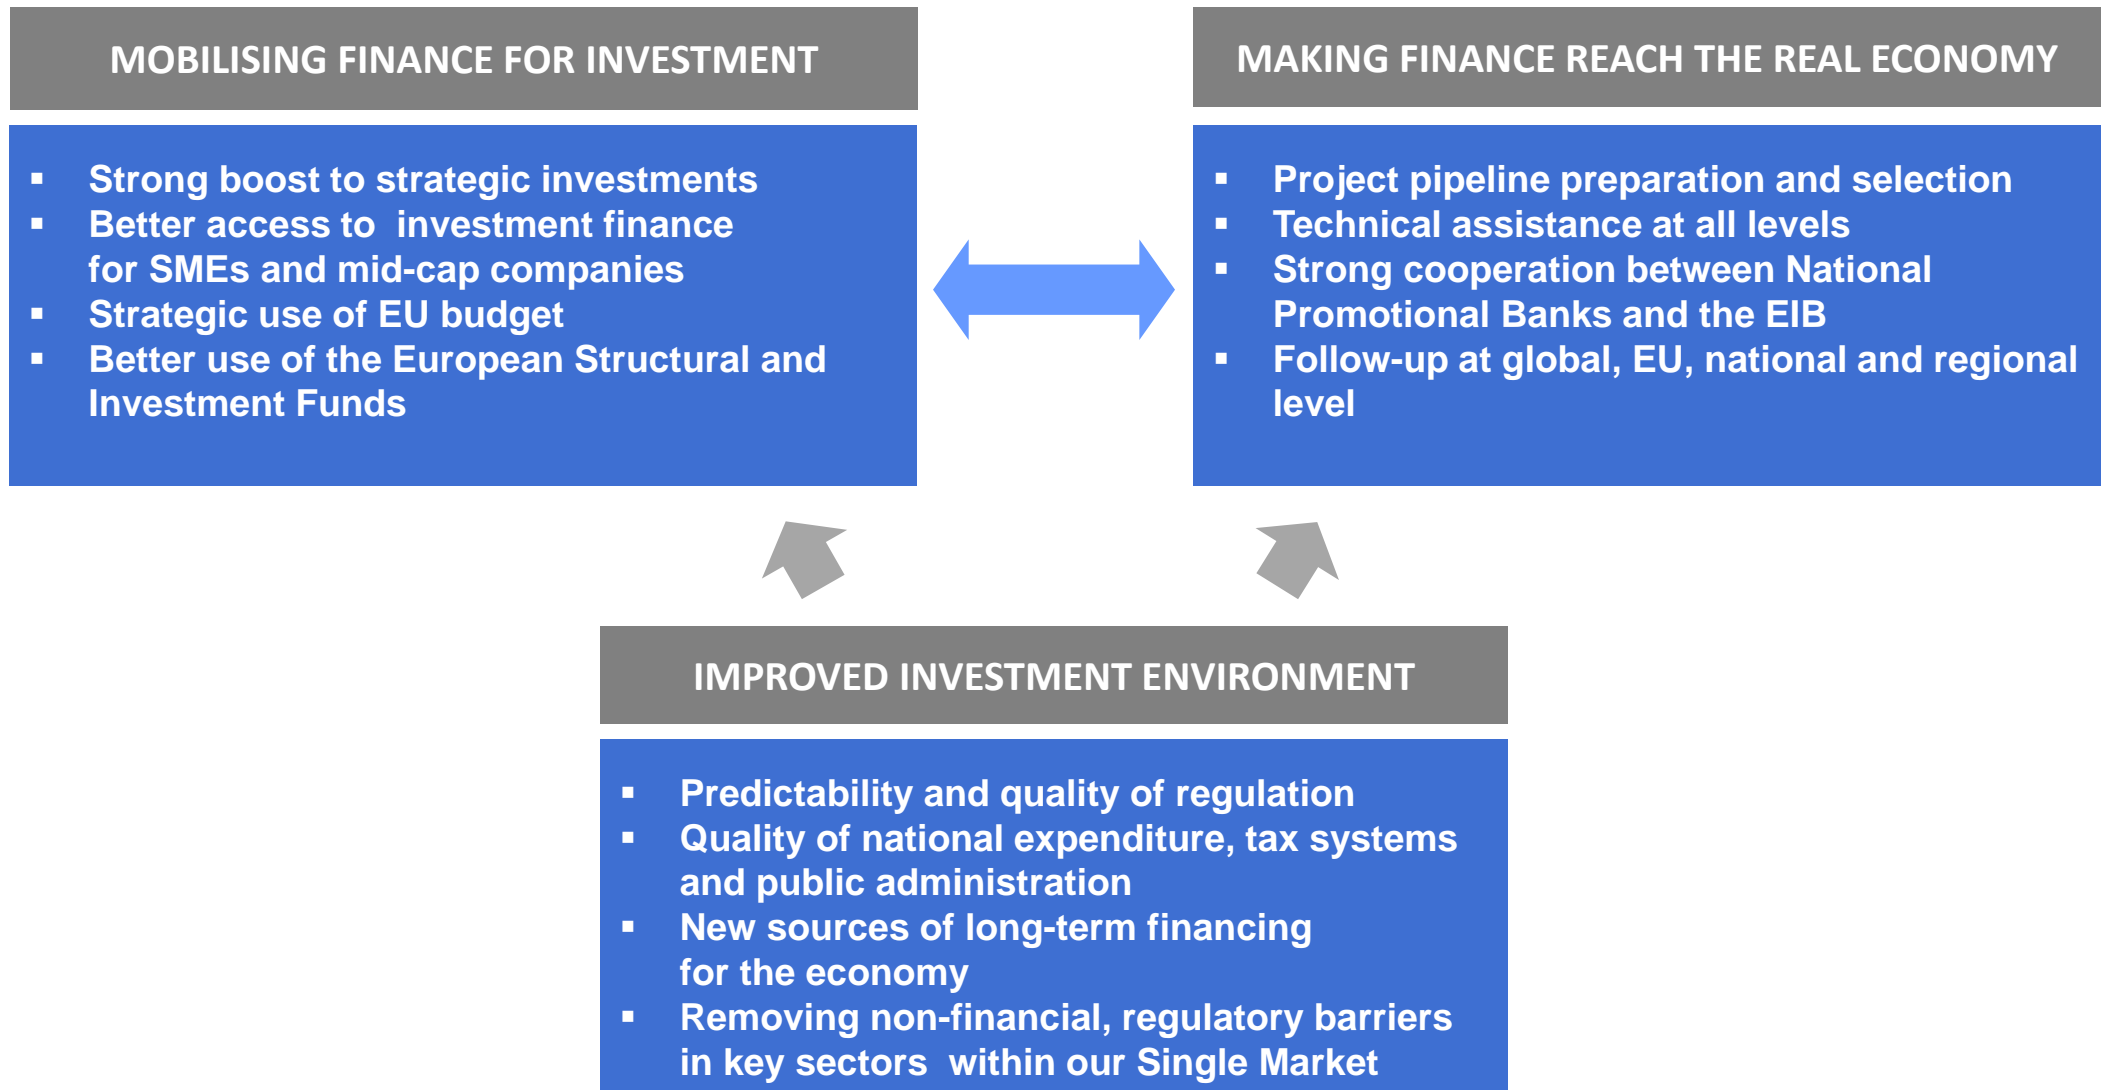 MOBILISING FINANCE FOR INVESTMENT
▪ Strong boost to strategic investments
▪ Better access to  investment finance
for SMEs and mid-cap companies
▪ Strategic use of EU budget
▪ Better use of the European Structural and
Investment Funds
MAKING FINANCE REACH THE REAL ECONOMY
▪ Project pipeline preparation and selection
▪ Technical assistance at all levels
▪ Strong cooperation between National
Promotional Banks and the EIB
▪ Follow-up at global, EU, national and regional
level
IMPROVED INVESTMENT ENVIRONMENT
▪ Predictability and quality of regulation
▪ Quality of national expenditure, tax systems
and public administration
▪ New sources of long-term financing
for the economy
▪ Removing non-financial, regulatory barriers
in key sectors  within our Single Market